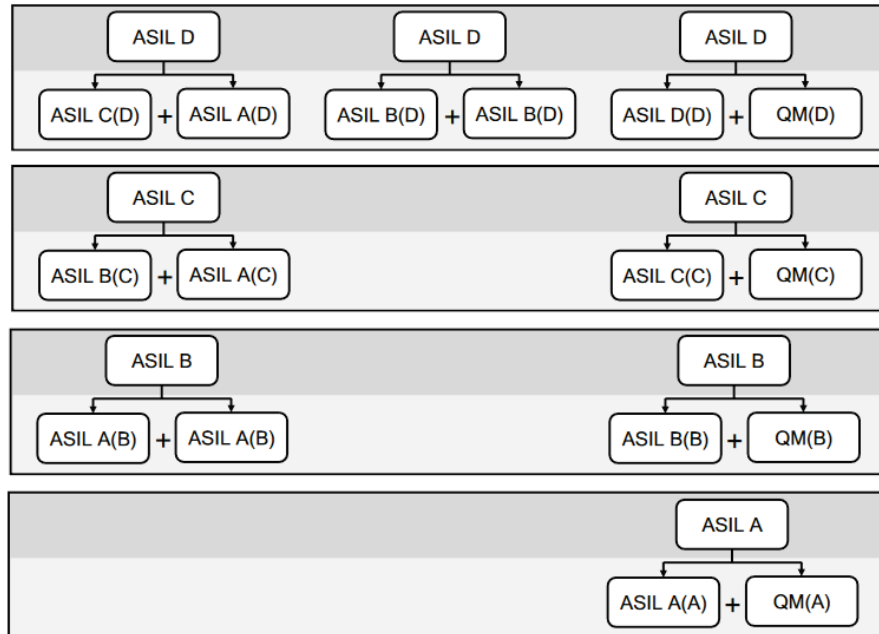 ASIL D ASIL D ASIL D
ASIL C(D) + ASIL A(D) ASIL B(D) + ASIL B(D) ASIL D(D) + QM(D)
ASIL C ASIL C
ASIL B(C) + ASIL A(C) ASIL C(C) + QM(C)
ASIL B ASIL B
ASIL A(B) + ASIL A(B) ASIL B(B) + QM(B)
ASIL A
ASIL A(A) + QM(A)